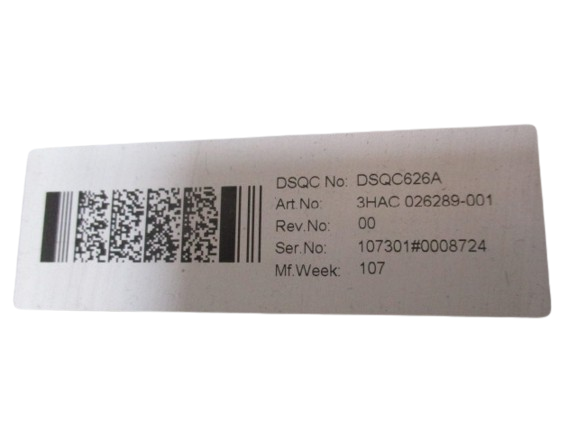 DSQC No: DSQC626A
Art.No: 3HAC 026289-001
Rev.No: 00
Ser.No: 107301#0008724
Mf.Week: 107